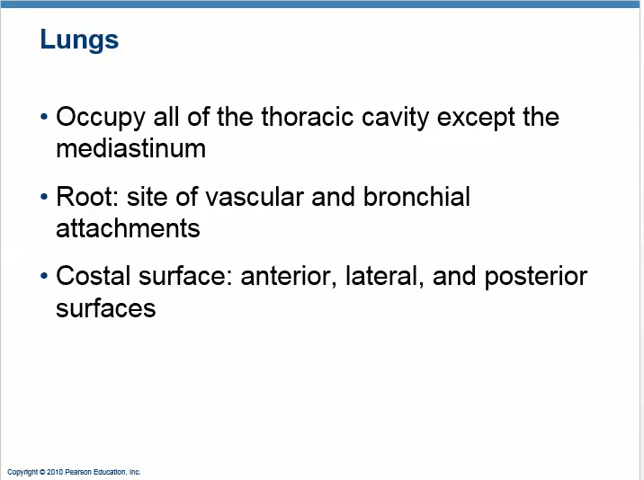 Lungs
• Occupy all of the thoracic cavity except the
mediastinum
• Root: site of vascular and bronchial
attachments
• Costal surface: anterior, lateral, and posterior
surfaces
Copyright © 2010 Pearson Education, Inc.